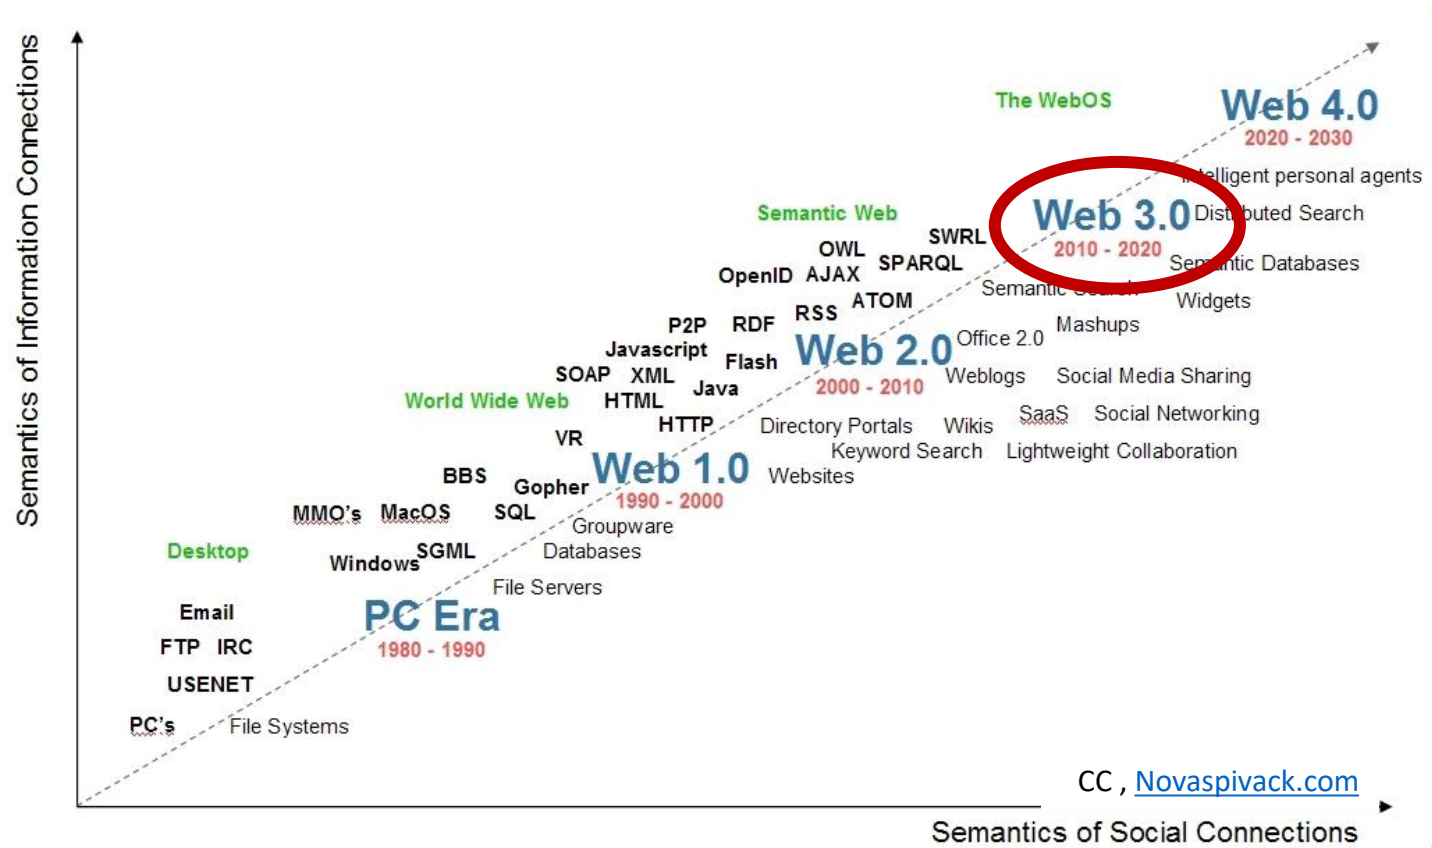 Semantics of Information Connections
The WebOS
Web 4.0
2020 - 2030
Intelligent personal agents
Semantic Web
Web 3.0
Distributed Search
2010 - 2020
SWRL
OWL
SPARQL
Semantic Databases
OpenID AJAX
Semantic Search
Widgets
ATOM
RSS
P2P RDF
Mashups
Office 2.0
Javascript
Flash
Web 2.0
2000 - 2010
SOAP XML
Java
Weblogs Social Media Sharing
World Wide Web
HTML
HTTP
SaaS Social Networking
Directory Portals Wikis
VR
Keyword Search Lightweight Collaboration
Web 1.0
1990 - 2000
Websites
BBS
Gopher
MMO's MacOS SQL
Groupware
Desktop
Windows
SGML
Databases
File Servers
PC Era
1980 - 1990
Email
FTP IRC
USENET
PC's File Systems
CC , Novaspivack.com
Semantics of Social Connections